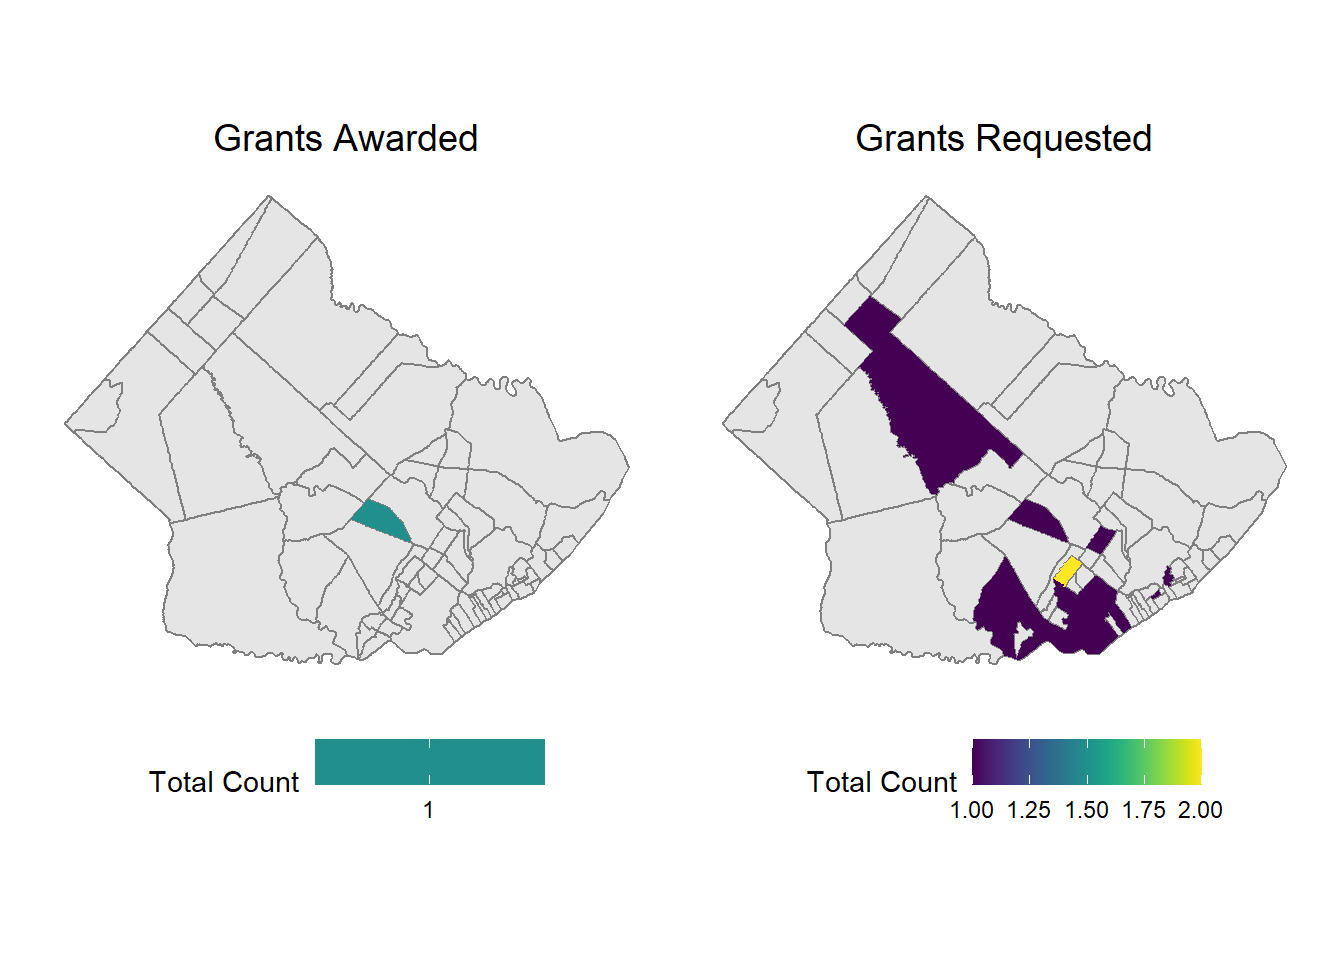 Grants Awarded
Grants Requested
Total Count
1
Total Count
1.00 1.25 1.50 1.75 2.00